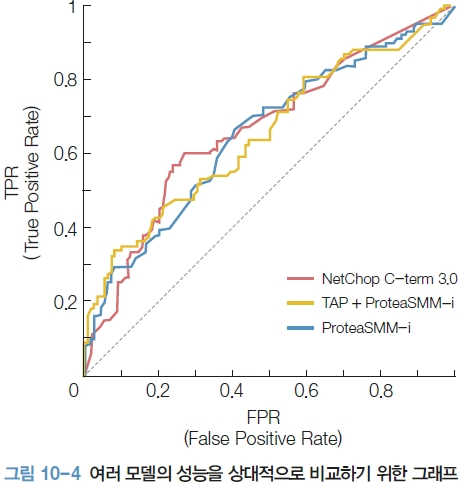 1
0.8
0.6
0.4
0.2
0
0.2
0.4
0.6
0.8
TPR
(True Positive Rate)
NetChop C-term 3.0
TAP + ProteaSMM-i
ProteaSMM-i
FPR
(False Positive Rate)
그림 10-4 여러 모델의 성능을 상대적으로 비교하기 위한 그래프